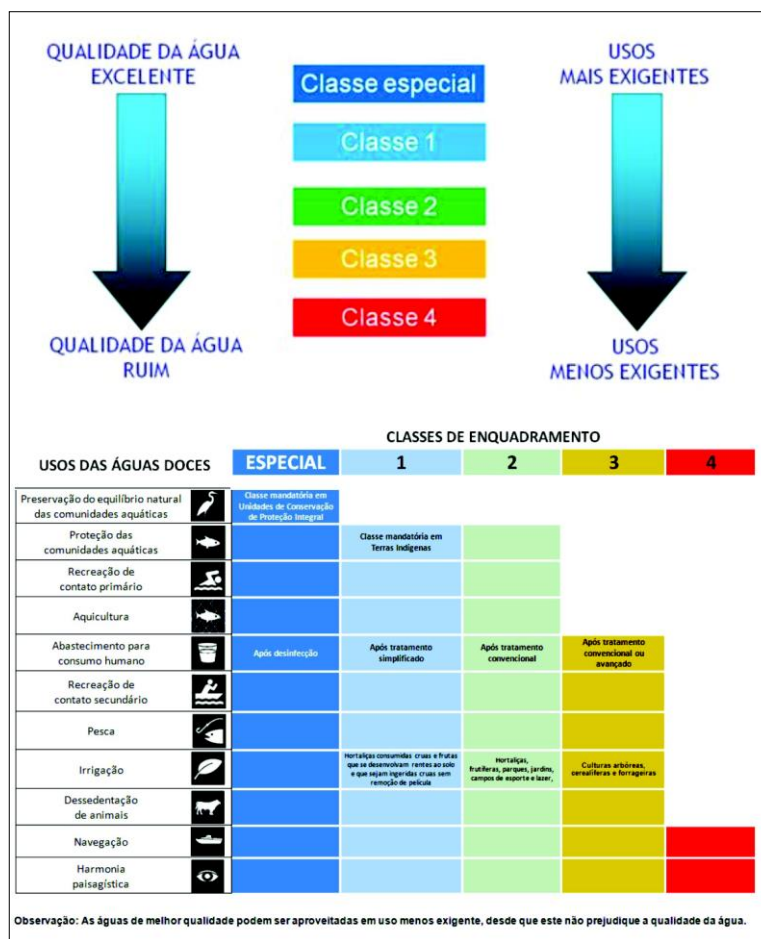 QUALIDADE DA ÁGUA
EXCELENTE
USOS
MAIS EXIGENTES
Classe especial
Classe 1
Classe 2
Classe 3
Classe 4
QUALIDADE DA ÁGUA
RUIM
USOS
MENOS EXIGENTES
CLASSES DE ENQUADRAMENTO
USOS DAS ÁGUAS DOCES
ESPECIAL
1
2
3
4
Preservação do equilíbrio natural
das comunidades aquáticas
Classe mandatória em
Unidades de Conservação
de Proteção Integral
Proteção das
comunidades aquáticas
Classe mandatória em
Terras Indígenas
Recreação de
contato primário
Aquicultura
Abastecimento para
consumo humano
Após desinfecção
Após tratamento
simplificado
Após tratamento
convencional
Após tratamento
convencional ou
avançado
Recreação de
contato secundário
Pesca
Irrigação
Hortaliças consumidas cruas e frutas
que se desenvolvam rentes ao solo
e que sejam ingeridas cruas sem
remoção de película
Hortaliças,
frutíferas, parques, jardins,
campos de esporte e lazer,
Culturas arbóreas,
cerealíferas e forrageiras
Dessedentação
de animais
Navegação
Harmonia
paisagística
Observação: As águas de melhor qualidade podem ser aproveitadas em uso menos exigente, desde que este não prejudique a qualidade da água.